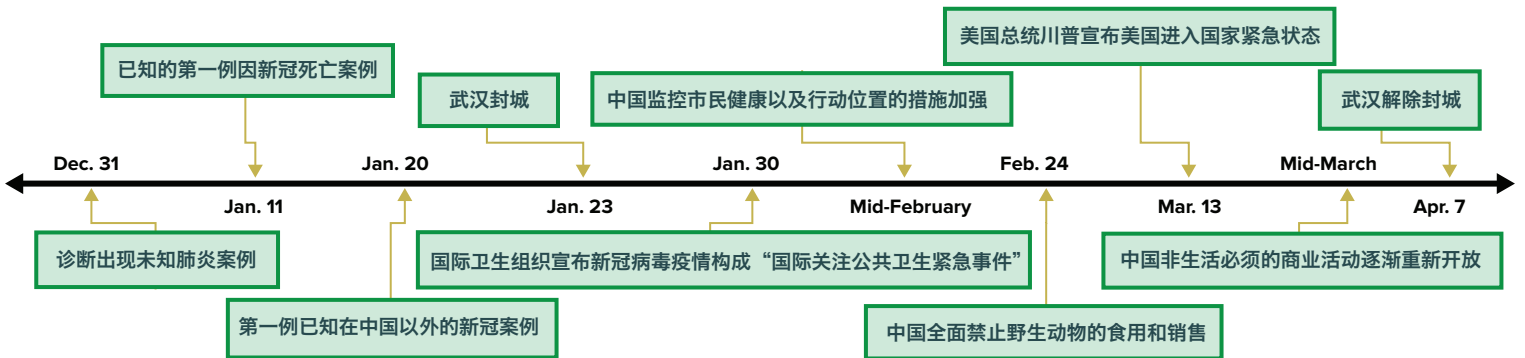 美国总统川普宣布美国进入国家紧急状态
已知的第一例因新冠死亡案例
武汉封城
中国监控市民健康以及行动位置的措施加强
武汉解除封城
Dec. 31
Jan. 20
Jan. 30
Feb. 24
Mid-March
Jan. 11
Jan. 23
Mid-February
Mar. 13
Apr. 7
诊断出现未知肺炎案例
国际卫生组织宣布新冠病毒疫情构成“国际关注公共卫生紧急事件”
中国非生活必须的商业活动逐渐重新开放
第一例已知在中国以外的新冠案例
中国全面禁止野生动物的食用和销售